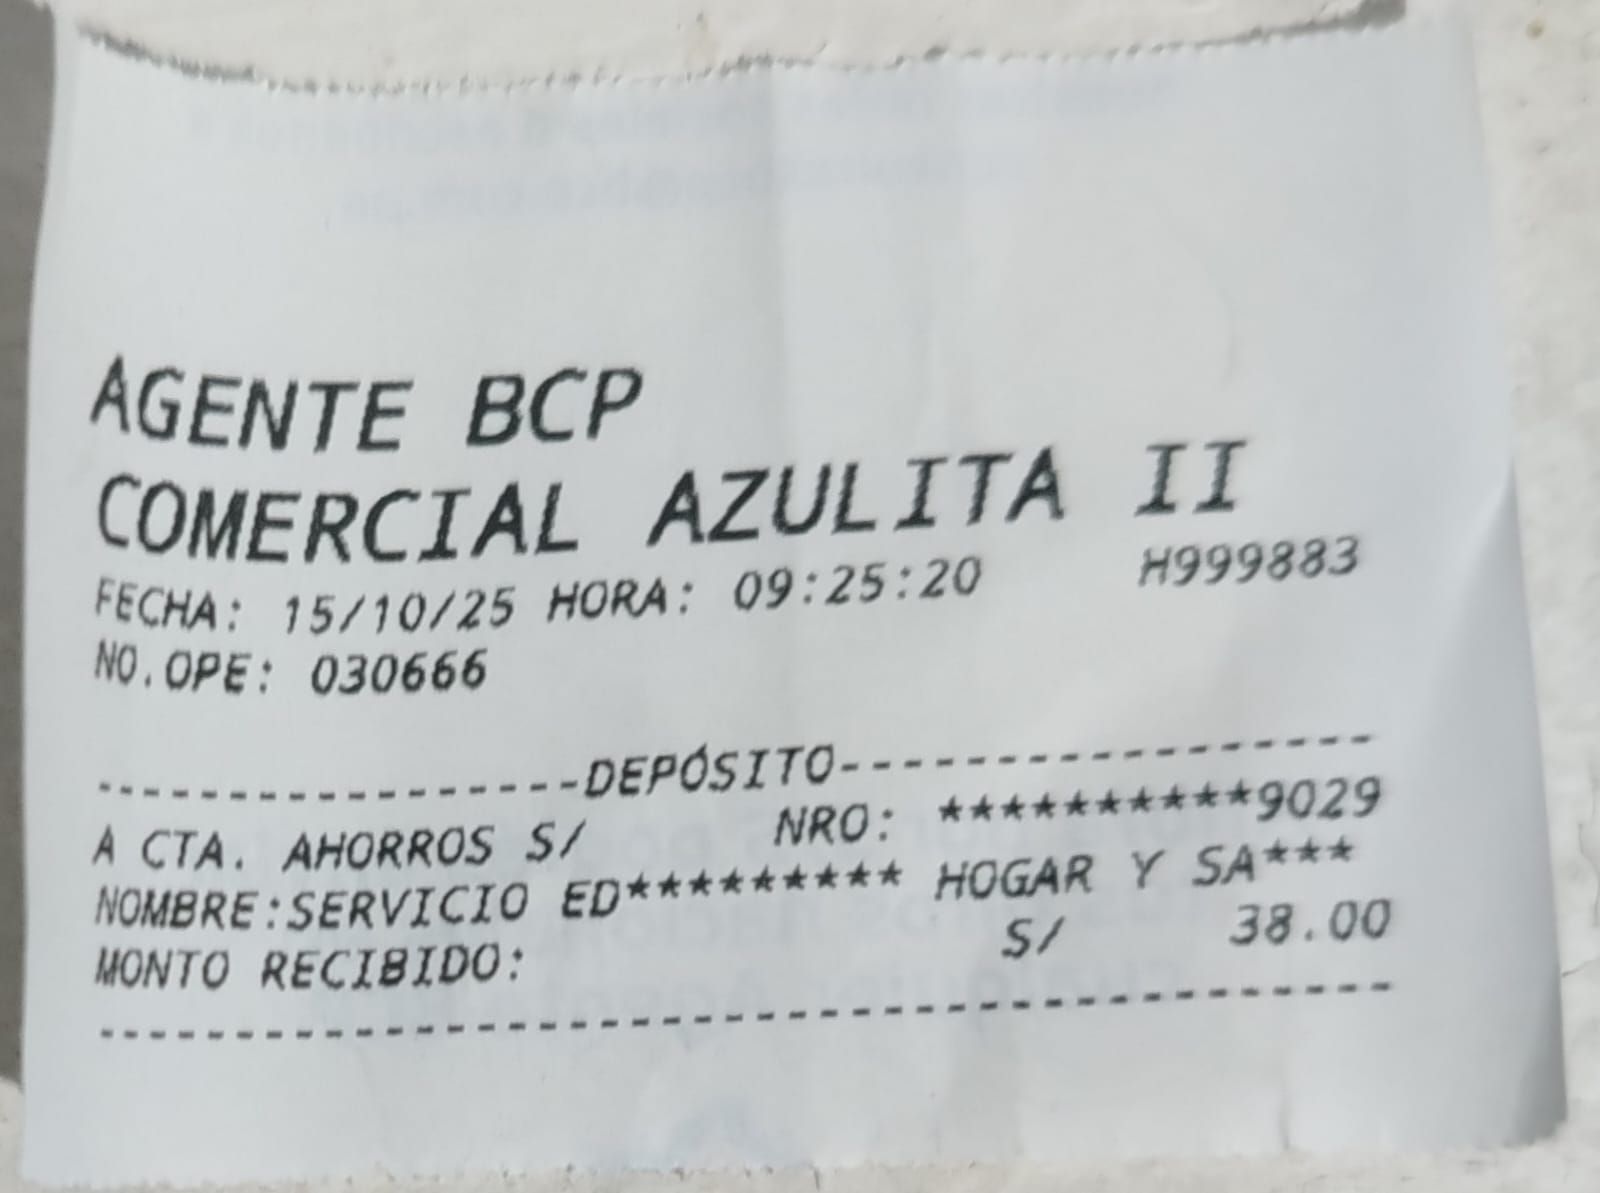 AGENTE BCP
COMERCIAL AZULITA II
FECHA: 15/10/25 HORA: 09:25:20 H999883
NO.OPE: 030666
-----------------DEPÓSITO-------------------
A CTA. AHORROS S/ NRO: **********9029
NOMBRE:SERVICIO ED********* HOGAR Y SA***
MONTO RECIBIDO: S/ 38.00
--------------------------------------------